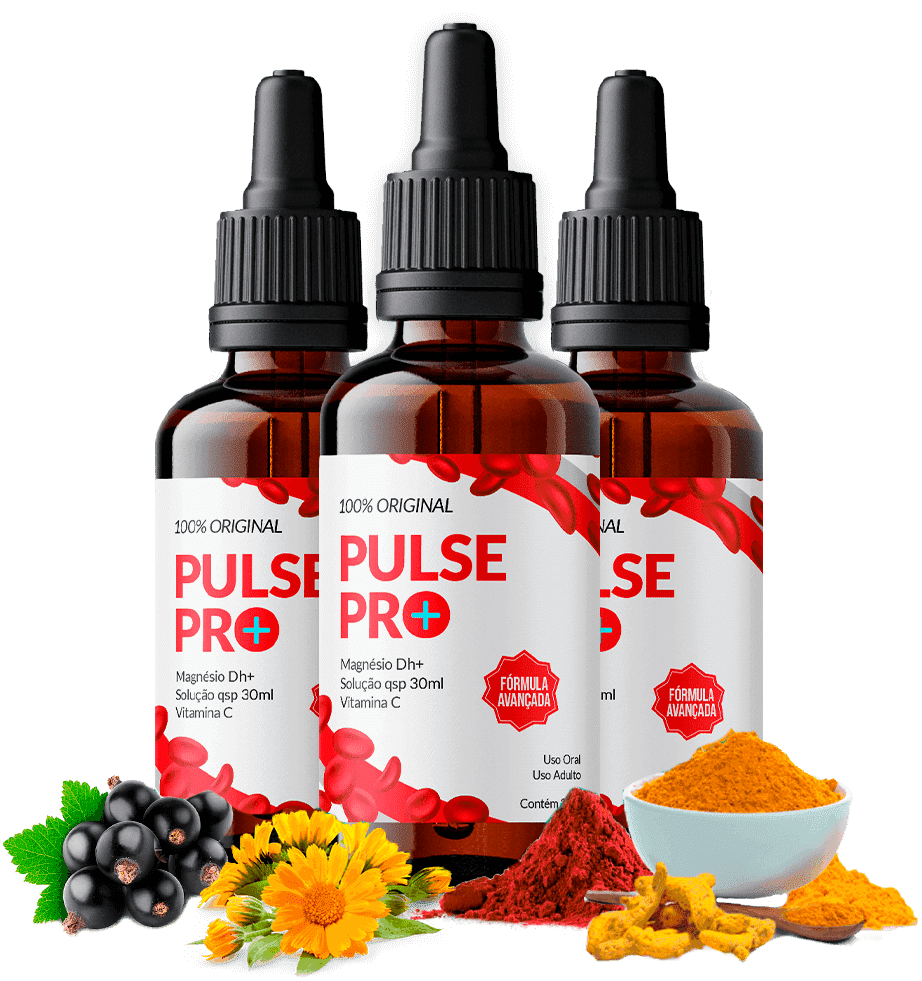 100% ORIGINAL
PULSE
PRO+
Magnésio Dh+
Solução qsp 30ml
Vitamina C
100% ORIGINAL
PULSE
PRO+
Magnésio Dh+
Solução qsp 30ml
Vitamina C
FÓRMULA
AVANÇADA
Uso Oral
Uso Adulto
Contém
FÓRMULA
AVANÇADA